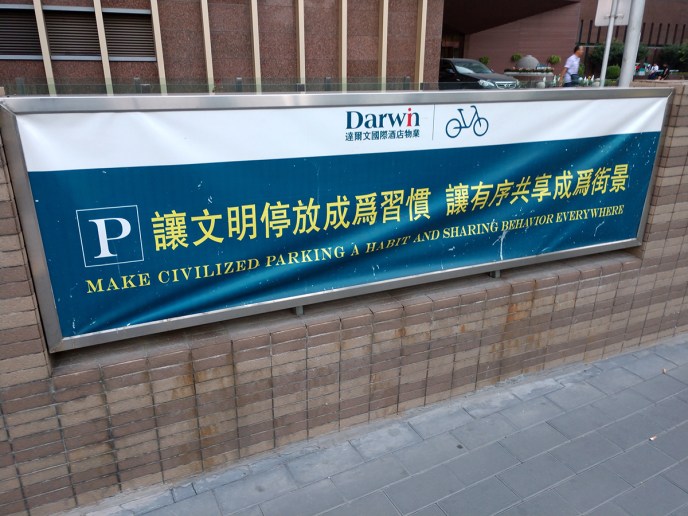 Darwin
達爾文國際酒店物業
P
讓文明停放成爲習慣 讓有序共享成爲街景
MAKE CIVILIZED PARKING A HABIT AND SHARING BEHAVIOR EVERYWHERE